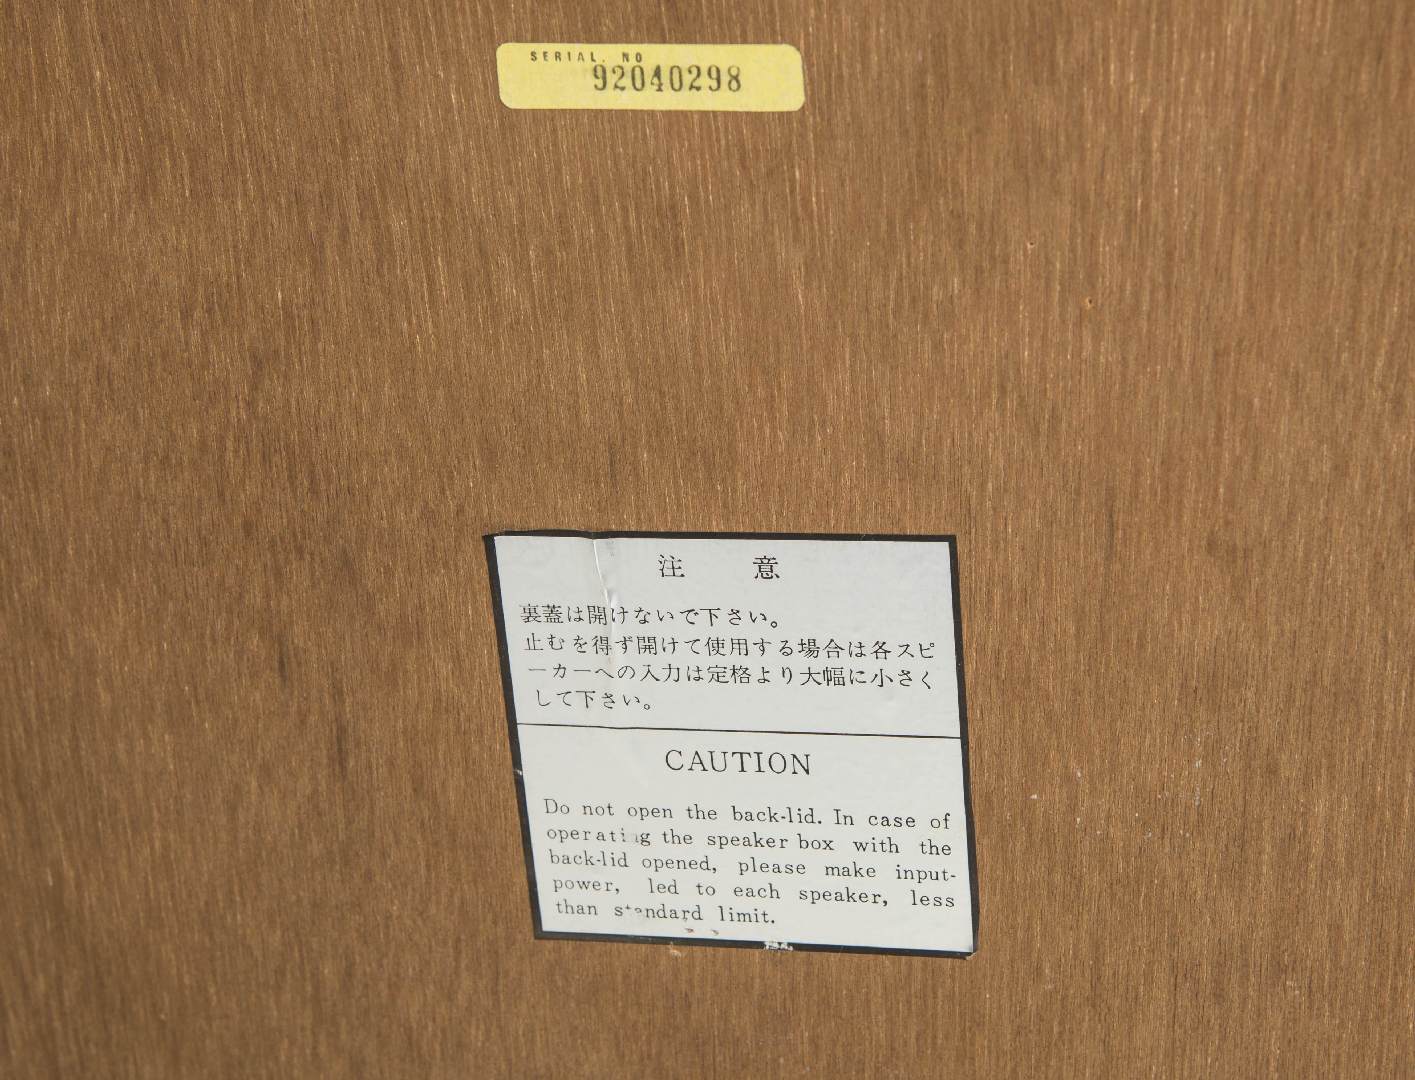 SERIAL. NO
92040298
注 意
裏蓋は開けないで下さい。
止むを得ず開けて使用する場合は各スピ
ーカーへの入力は定格より大幅に小さく
して下さい。
CAUTION
Do not open the back-lid. In case of
operating the speaker box with the
back-lid opened, please make input-
power, led to each speaker, less
than standard limit.